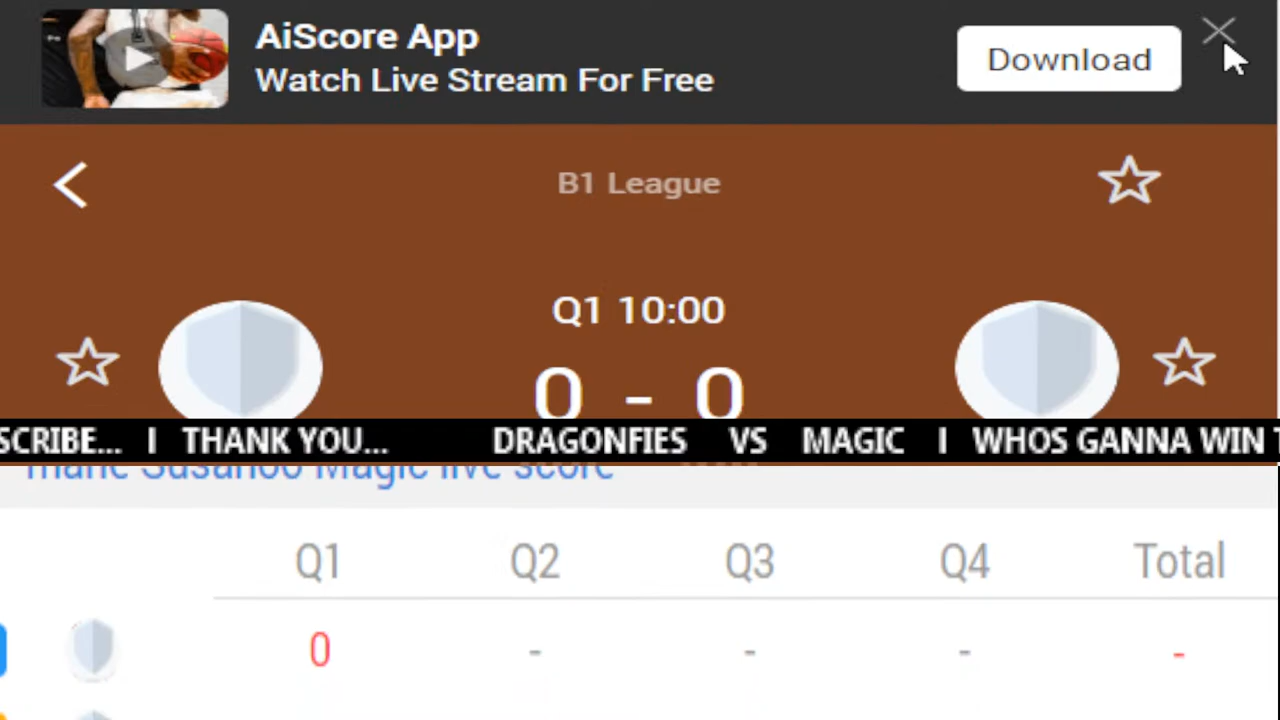 AiScore App
Watch Live Stream For Free
Download
B1 League
Q1 10:00
0 - 0
SCRIBE... I THANK YOU... DRAGONFIES VS MAGIC I WHOS GANNA WIN
Susanoo Magic live score
Q1 Q2 Q3 Q4 Total
0 - - - -